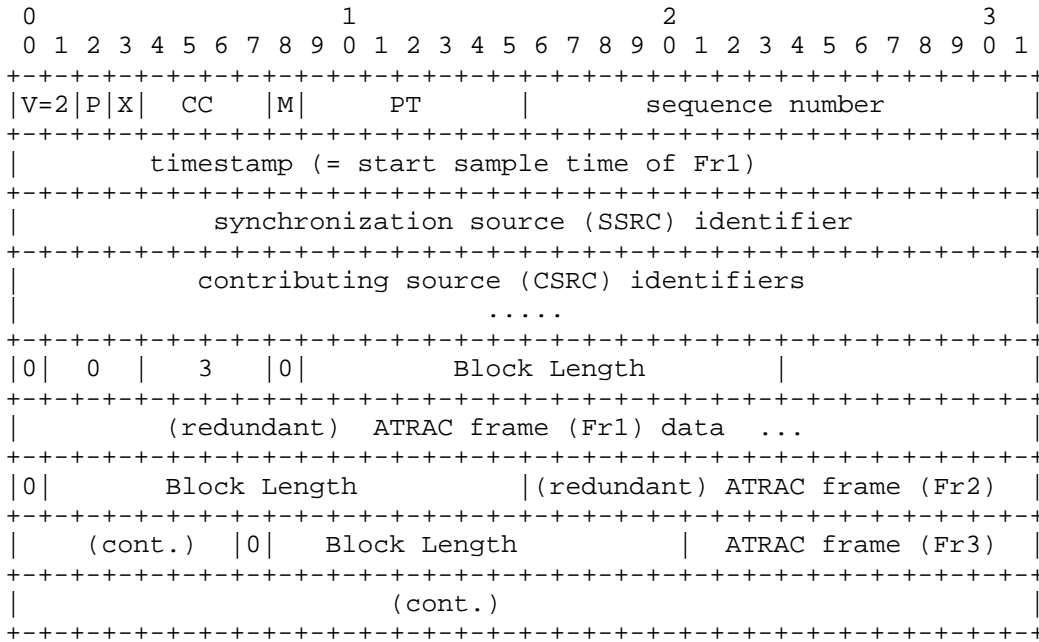 0                   1                   2                   3
 0 1 2 3 4 5 6 7 8 9 0 1 2 3 4 5 6 7 8 9 0 1 2 3 4 5 6 7 8 9 0 1
+-+-+-+-+-+-+-+-+-+-+-+-+-+-+-+-+-+-+-+-+-+-+-+-+-+-+-+-+-+-+-+-+
|V=2|P|X|  CC   |M|     PT      |       sequence number         |
+-+-+-+-+-+-+-+-+-+-+-+-+-+-+-+-+-+-+-+-+-+-+-+-+-+-+-+-+-+-+-+-+
|        timestamp (= start sample time of Fr1)                 |
+-+-+-+-+-+-+-+-+-+-+-+-+-+-+-+-+-+-+-+-+-+-+-+-+-+-+-+-+-+-+-+-+
|            synchronization source (SSRC) identifier           |
+-+-+-+-+-+-+-+-+-+-+-+-+-+-+-+-+-+-+-+-+-+-+-+-+-+-+-+-+-+-+-+-+
|           contributing source (CSRC) identifiers              |
|                             .....                             |
+-+-+-+-+-+-+-+-+-+-+-+-+-+-+-+-+-+-+-+-+-+-+-+-+-+-+-+-+-+-+-+-+
|0|  0  |   3   |0|         Block Length        |               |
+-+-+-+-+-+-+-+-+-+-+-+-+-+-+-+-+-+-+-+-+-+-+-+-+-+-+-+-+-+-+-+-+
|         (redundant)  ATRAC frame (Fr1) data  ...              |
+-+-+-+-+-+-+-+-+-+-+-+-+-+-+-+-+-+-+-+-+-+-+-+-+-+-+-+-+-+-+-+-+
|0|       Block Length          |(redundant) ATRAC frame (Fr2)  |
+-+-+-+-+-+-+-+-+-+-+-+-+-+-+-+-+-+-+-+-+-+-+-+-+-+-+-+-+-+-+-+-+
|    (cont.)  |0|   Block Length          |  ATRAC frame (Fr3)  |
+-+-+-+-+-+-+-+-+-+-+-+-+-+-+-+-+-+-+-+-+-+-+-+-+-+-+-+-+-+-+-+-+
|                       (cont.)                                 |
+-+-+-+-+-+-+-+-+-+-+-+-+-+-+-+-+-+-+-+-+-+-+-+-+-+-+-+-+-+-+-+-+